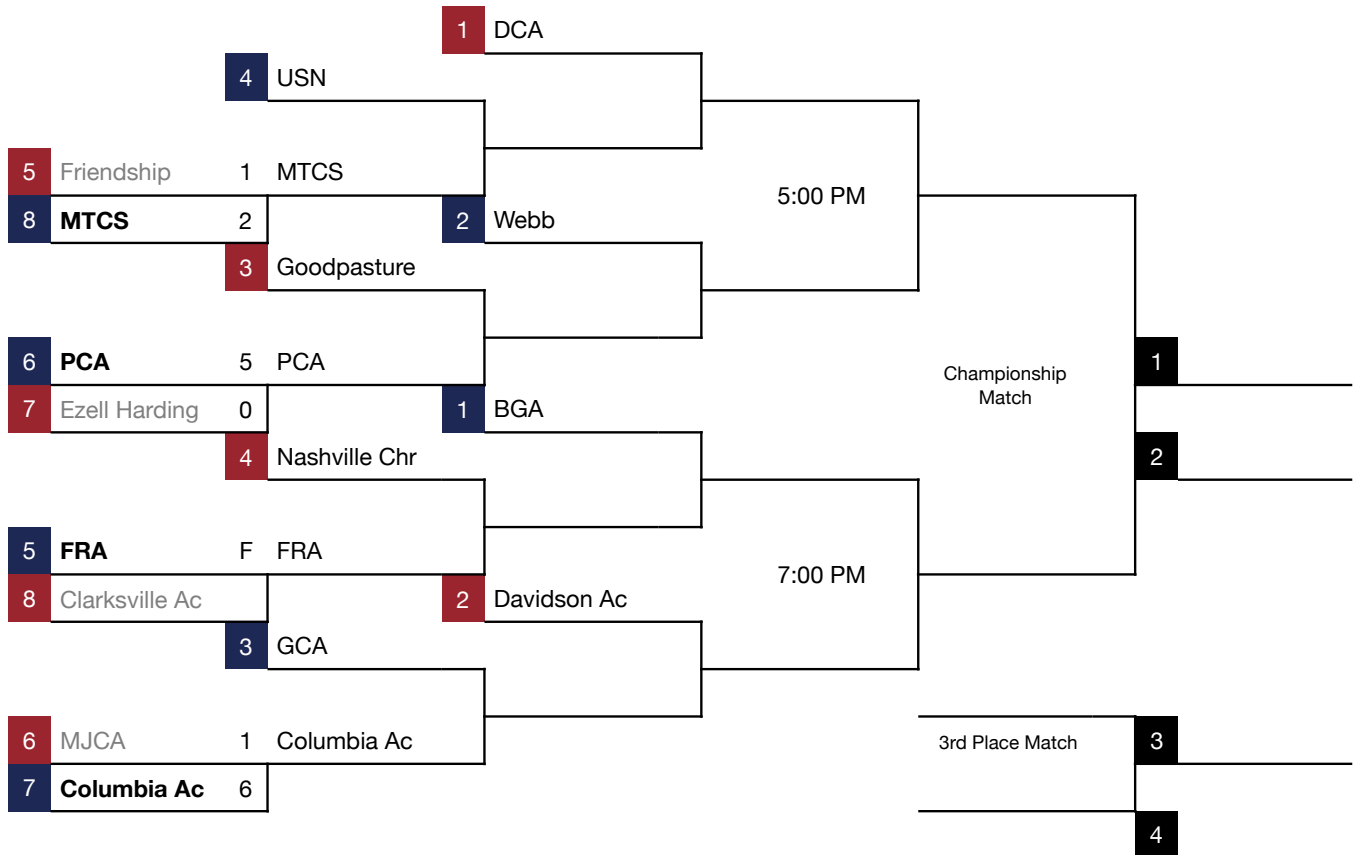 1 DCA
4 USN
5 Friendship 1 MTCS
5:00 PM
8 MTCS 2
2 Webb
3 Goodpasture
6 PCA 5 PCA
1
Championship
Match
7 Ezell Harding 0
1 BGA
4 Nashville Chr
2
5 FRA F FRA
7:00 PM
8 Clarksville Ac
2 Davidson Ac
3 GCA
6 MJCA 1 Columbia Ac
3rd Place Match 3
7 Columbia Ac 6
4